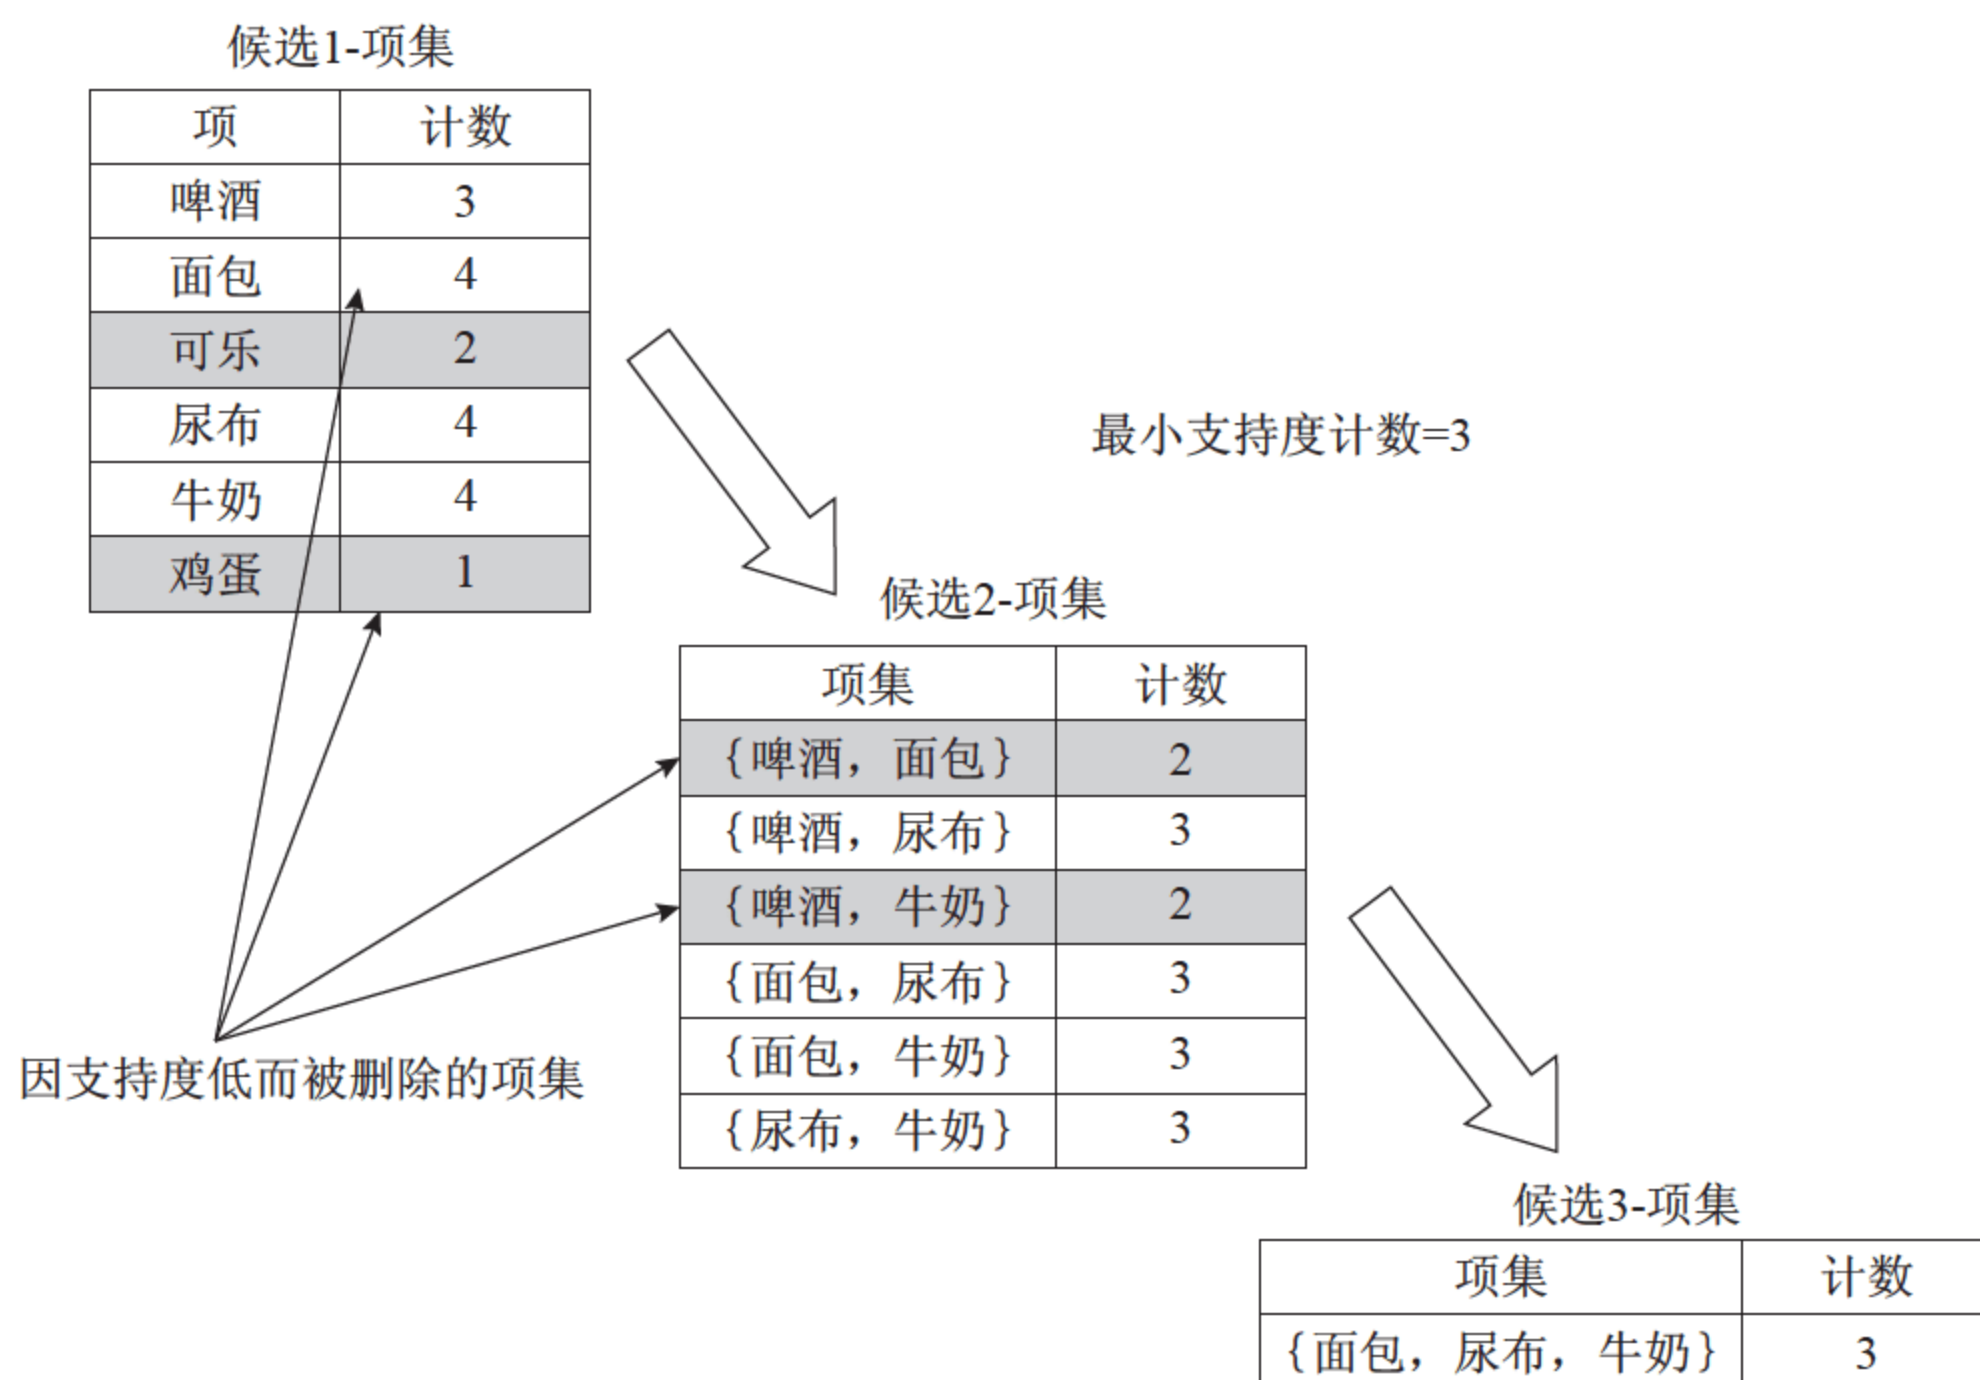 候选1-项集
项 计数
啤酒 3
面包 4
可乐 2
尿布 4
牛奶 4
鸡蛋 1
最小支持度计数=3
候选2-项集
项集 计数
{啤酒，面包} 2
{啤酒，尿布} 3
{啤酒，牛奶} 2
{面包，尿布} 3
{面包，牛奶} 3
{尿布，牛奶} 3
因支持度低而被删除的项集
候选3-项集
项集 计数
{面包，尿布，牛奶} 3